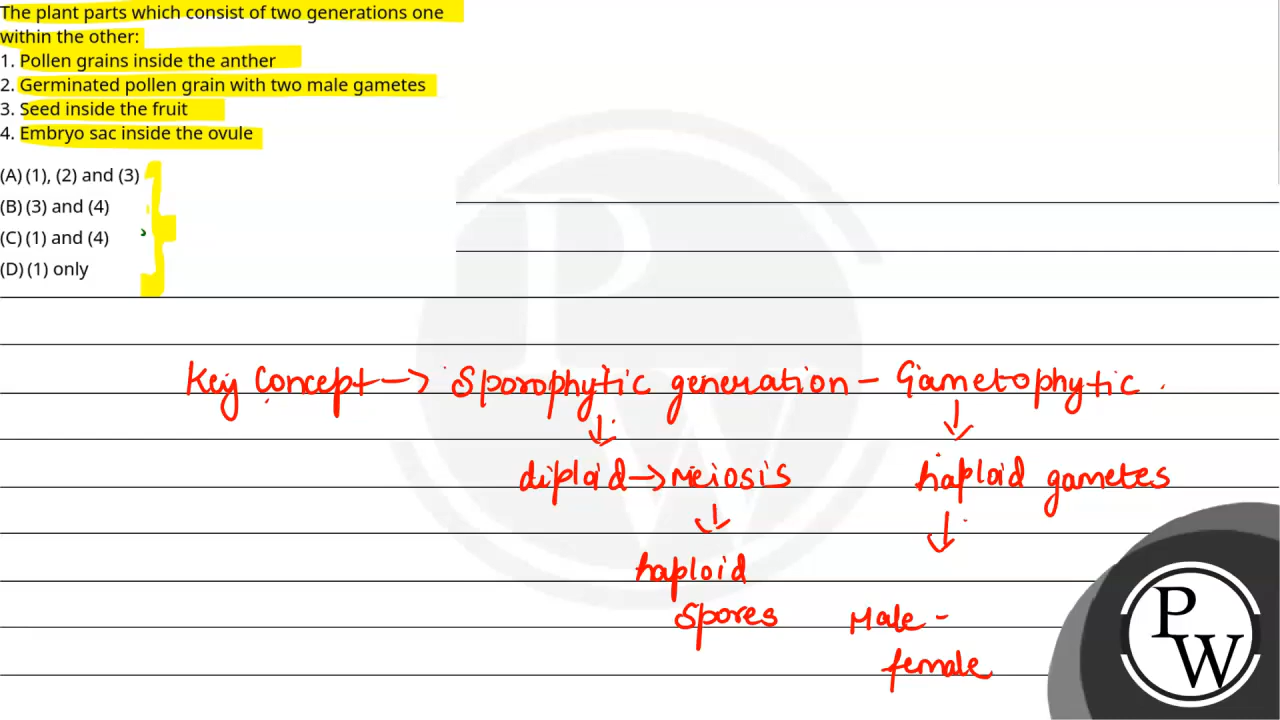 The plant parts which consist of two generations one
within the other:
1. Pollen grains inside the anther
2. Germinated pollen grain with two male gametes
3. Seed inside the fruit
4. Embryo sac inside the ovule
(A) (1), (2) and (3)
(B) (3) and (4)
(C) (1) and (4)
(D) (1) only
Key Concept → Sporophytic generation - Gametophytic
diploid → Meiosis haploid gametes
haploid
Spores Male -
female
P
W
P
W